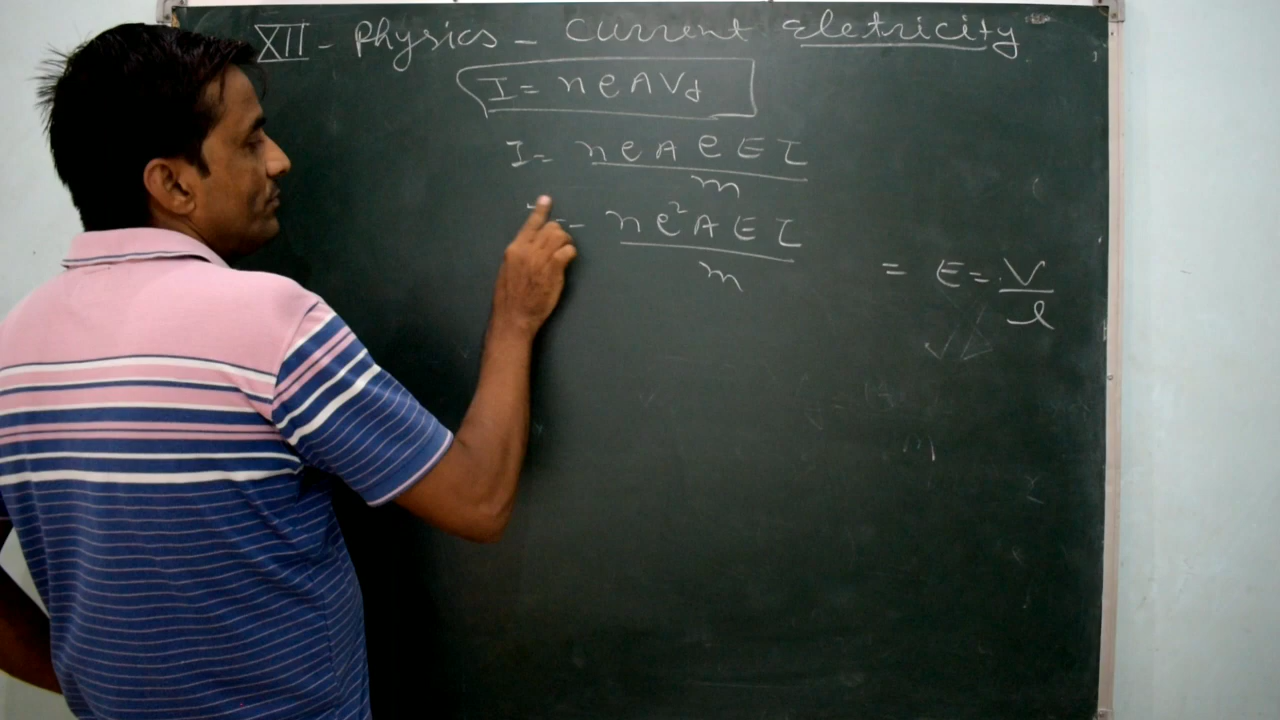 XII - Physics - Current Eletricity
I = neAVd
I = neAeEτ
m
= ne²AEτ
m
= E = V
l